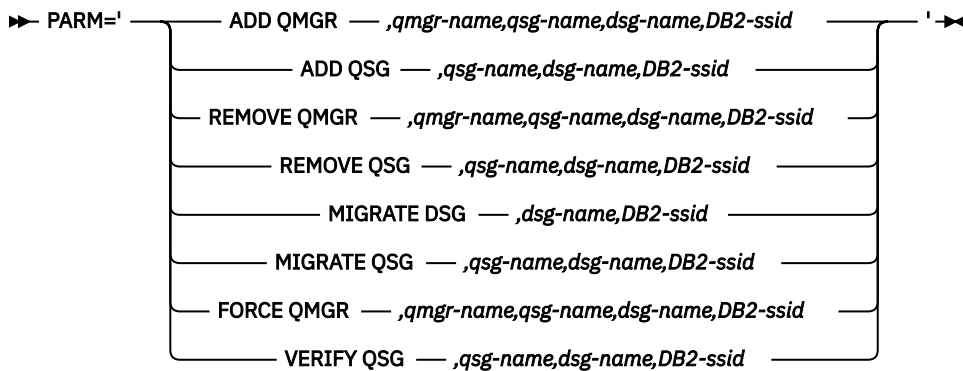 PARM=' ADD QMGR ,qmgr-name,qsg-name,dsg-name,DB2-ssid '
ADD QSG ,qsg-name,dsg-name,DB2-ssid
REMOVE QMGR ,qmgr-name,qsg-name,dsg-name,DB2-ssid
REMOVE QSG ,qsg-name,dsg-name,DB2-ssid
MIGRATE DSG ,dsg-name,DB2-ssid
MIGRATE QSG ,qsg-name,dsg-name,DB2-ssid
FORCE QMGR ,qmgr-name,qsg-name,dsg-name,DB2-ssid
VERIFY QSG ,qsg-name,dsg-name,DB2-ssid